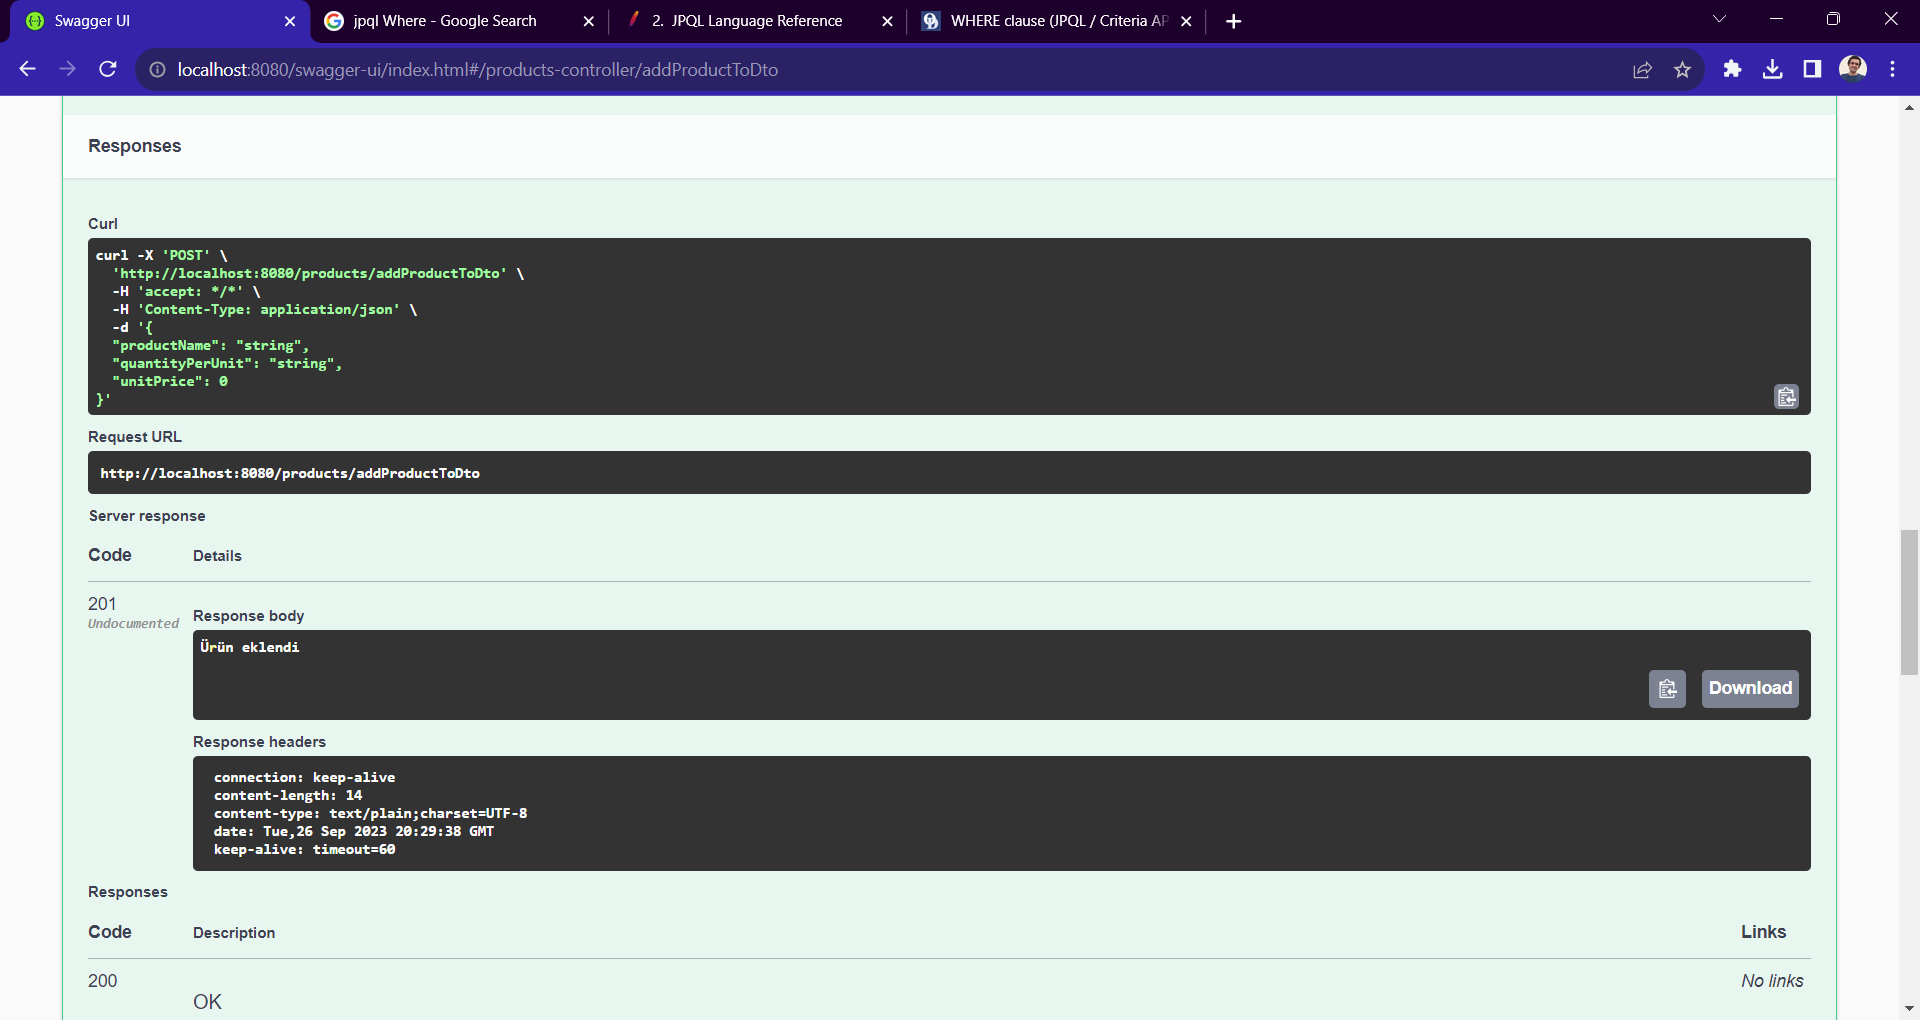 Swagger UI
jpql Where - Google Search
2. JPQL Language Reference
WHERE clause (JPQL / Criteria AP
localhost:8080/swagger-ui/index.html#/products-controller/addProductToDto
Responses
Curl
curl -X 'POST' \
'http://localhost:8080/products/addProductToDto' \
-H 'accept: */*' \
-H 'Content-Type: application/json' \
-d '{
"productName": "string",
"quantityPerUnit": "string",
"unitPrice": 0
}'
Request URL
http://localhost:8080/products/addProductToDto
Server response
Code Details
201
Undocumented
Response body
Ürün eklendi
Download
Response headers
connection: keep-alive
content-length: 14
content-type: text/plain;charset=UTF-8
date: Tue,26 Sep 2023 20:29:38 GMT
keep-alive: timeout=60
Responses
Code Description Links
200 No links
OK